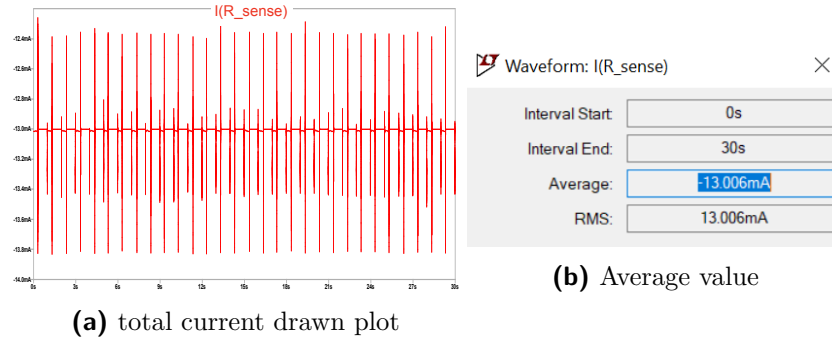 I(R_sense)
-12.4mA
-12.6mA
-12.8mA
-13.0mA
-13.2mA
-13.4mA
-13.6mA
-13.8mA
-14.0mA
0s 3s 6s 9s 12s 15s 18s 21s 24s 27s 30s
(a) total current drawn plot
LT Waveform: I(R_sense) ×
Interval Start: 0s
Interval End: 30s
Average: -13.006mA
RMS: 13.006mA
(b) Average value